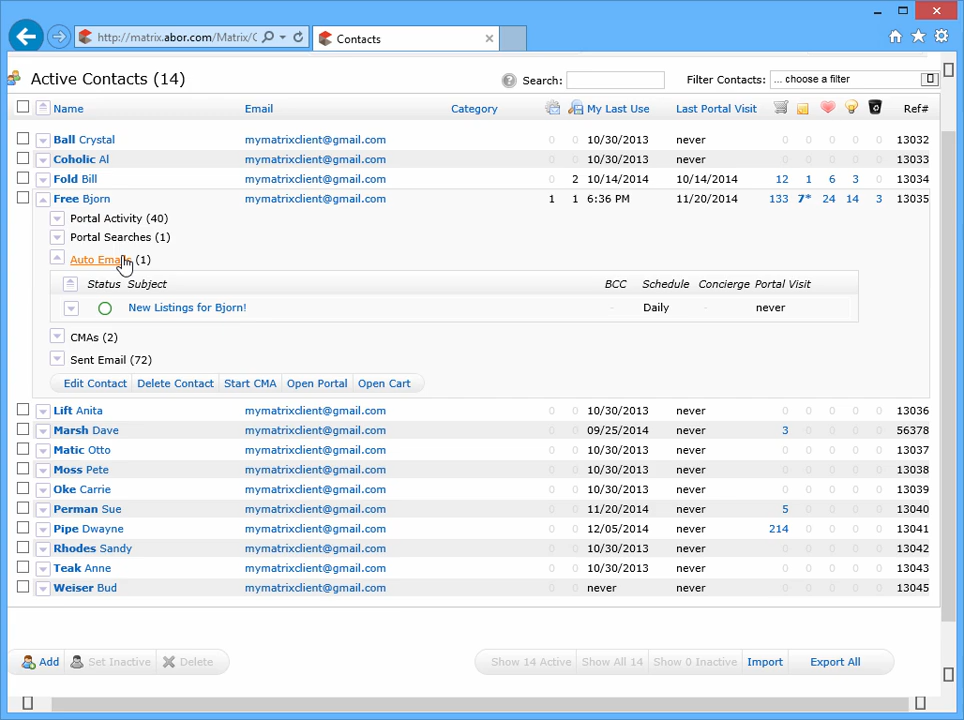 http://matrix.abor.com/Matrix/C
Contacts
Active Contacts (14)
Search:
Filter Contacts: ... choose a filter
Name Email Category My Last Use Last Portal Visit Ref#
Ball Crystal mymatrixclient@gmail.com 0 0 10/30/2013 never 0 0 0 0 0 13032
Coholic Al mymatrixclient@gmail.com 0 0 10/30/2013 never 0 0 0 0 0 13033
Fold Bill mymatrixclient@gmail.com 0 2 10/14/2014 10/14/2014 12 1 6 3 0 13034
Free Bjorn mymatrixclient@gmail.com 1 1 6:36 PM 11/20/2014 133 7* 24 14 3 13035
Portal Activity (40)
Portal Searches (1)
Auto Emails (1)
Status Subject BCC Schedule Concierge Portal Visit
New Listings for Bjorn! - Daily - never
CMAs (2)
Sent Email (72)
Edit Contact Delete Contact Start CMA Open Portal Open Cart
Lift Anita mymatrixclient@gmail.com 0 0 10/30/2013 never 0 0 0 0 0 13036
Marsh Dave mymatrixclient@gmail.com 0 0 09/25/2014 never 3 0 0 0 0 56378
Matic Otto mymatrixclient@gmail.com 0 0 10/30/2013 never 0 0 0 0 0 13037
Moss Pete mymatrixclient@gmail.com 0 0 10/30/2013 never 0 0 0 0 0 13038
Oke Carrie mymatrixclient@gmail.com 0 0 10/30/2013 never 0 0 0 0 0 13039
Perman Sue mymatrixclient@gmail.com 0 0 11/20/2014 never 5 0 0 0 0 13040
Pipe Dwayne mymatrixclient@gmail.com 0 0 12/05/2014 never 214 0 0 0 0 13041
Rhodes Sandy mymatrixclient@gmail.com 0 0 10/30/2013 never 0 0 0 0 0 13042
Teak Anne mymatrixclient@gmail.com 0 0 10/30/2013 never 0 0 0 0 0 13043
Weiser Bud mymatrixclient@gmail.com 0 0 never never 0 0 0 0 0 13045
Add Set Inactive Delete Show 14 Active Show All 14 Show 0 Inactive Import Export All